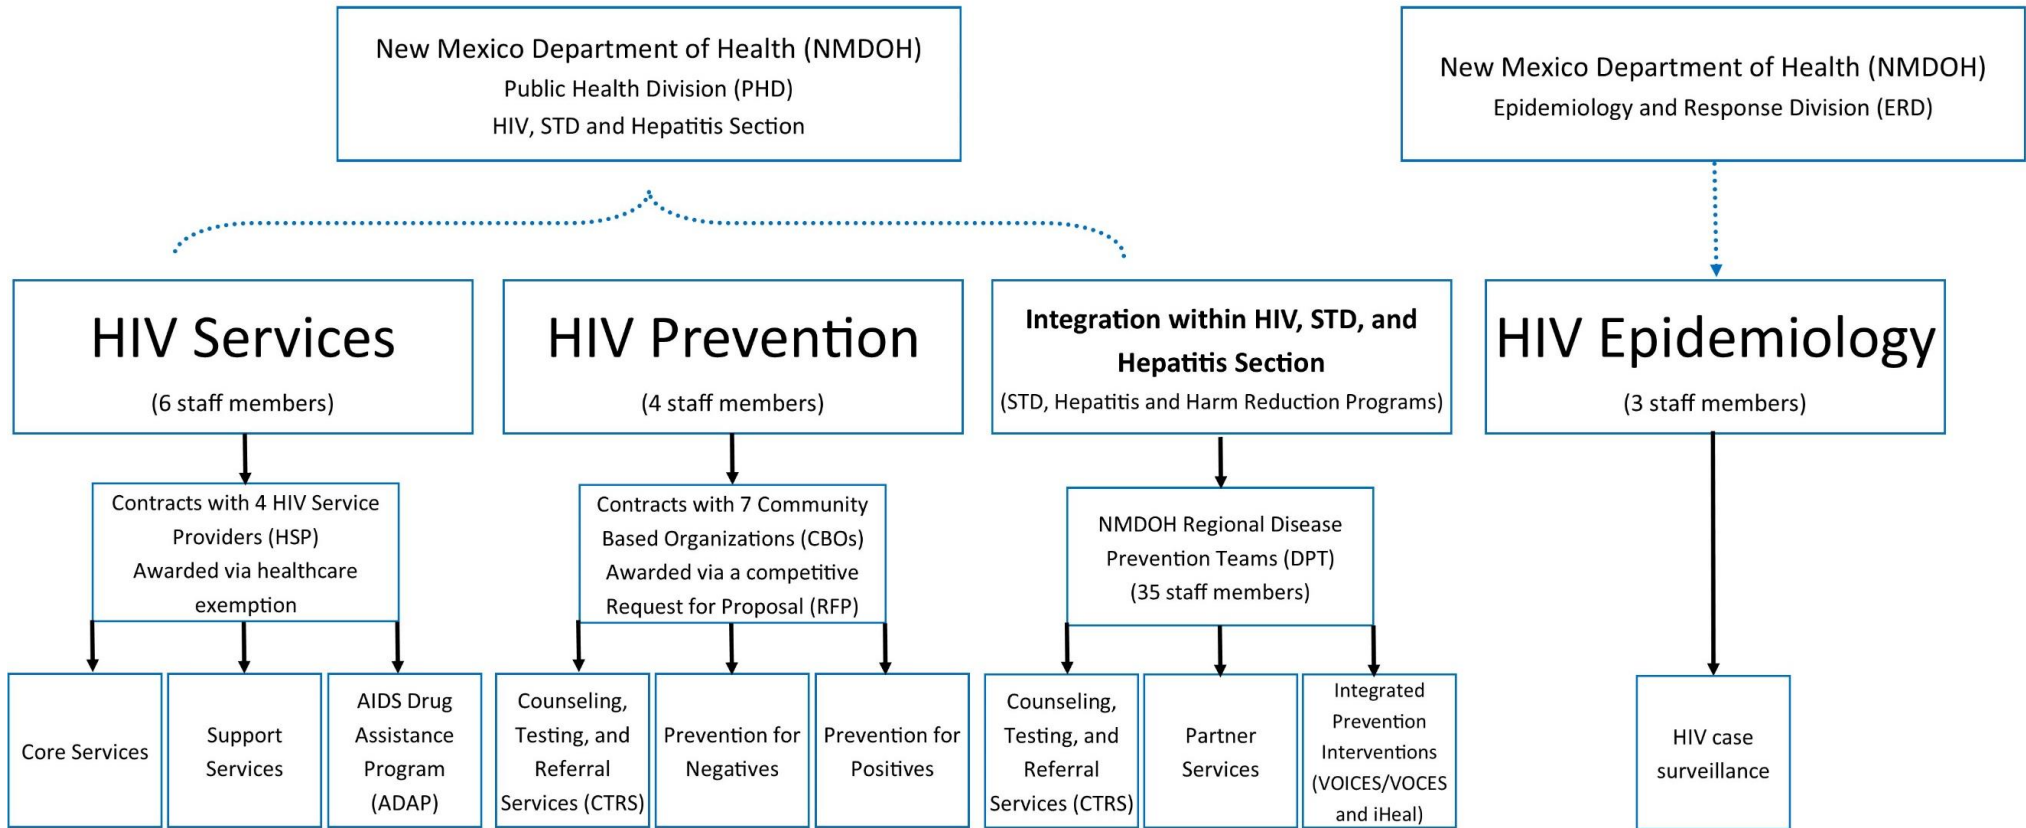 New Mexico Department of Health (NMDOH)
Public Health Division (PHD)
HIV, STD and Hepatitis Section
New Mexico Department of Health (NMDOH)
Epidemiology and Response Division (ERD)
HIV Services
(6 staff members)
HIV Prevention
(4 staff members)
Integration within HIV, STD, and
Hepatitis Section
(STD, Hepatitis and Harm Reduction Programs)
HIV Epidemiology
(3 staff members)
Contracts with 4 HIV Service
Providers (HSP)
Awarded via healthcare
exemption
Contracts with 7 Community
Based Organizations (CBOs)
Awarded via a competitive
Request for Proposal (RFP)
NMDOH Regional Disease
Prevention Teams (DPT)
(35 staff members)
Core Services
Support
Services
AIDS Drug
Assistance
Program
(ADAP)
Counseling,
Testing, and
Referral
Services (CTRS)
Prevention for
Negatives
Prevention for
Positives
Counseling,
Testing, and
Referral
Services (CTRS)
Partner
Services
Integrated
Prevention
Interventions
(VOICES/VOCES
and iHeal)
HIV case
surveillance